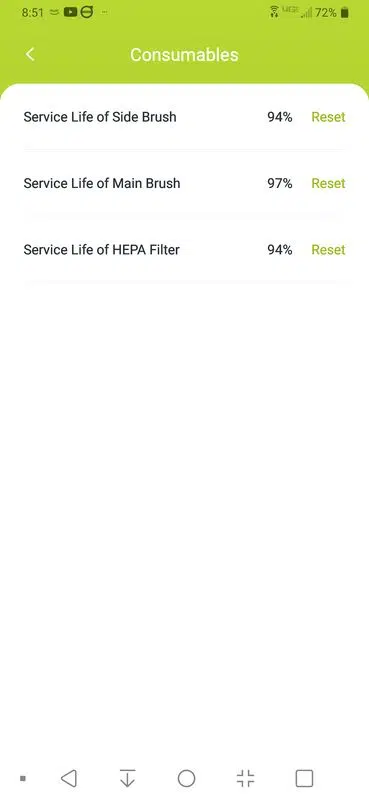 8:51 72%
Consumables
Service Life of Side Brush 94% Reset
Service Life of Main Brush 97% Reset
Service Life of HEPA Filter 94% Reset